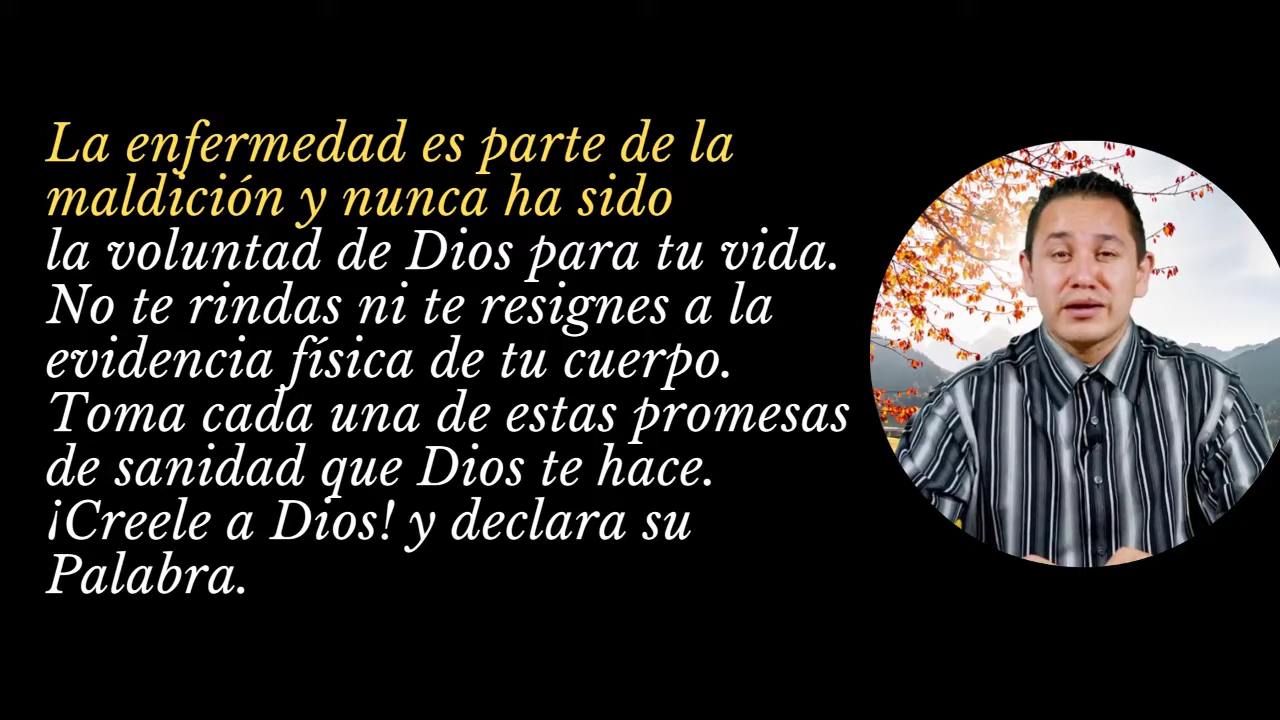 La enfermedad es parte de la
maldición y nunca ha sido
la voluntad de Dios para tu vida.
No te rindas ni te resignes a la
evidencia física de tu cuerpo.
Toma cada una de estas promesas
de sanidad que Dios te hace.
¡Creele a Dios! y declara su
Palabra.